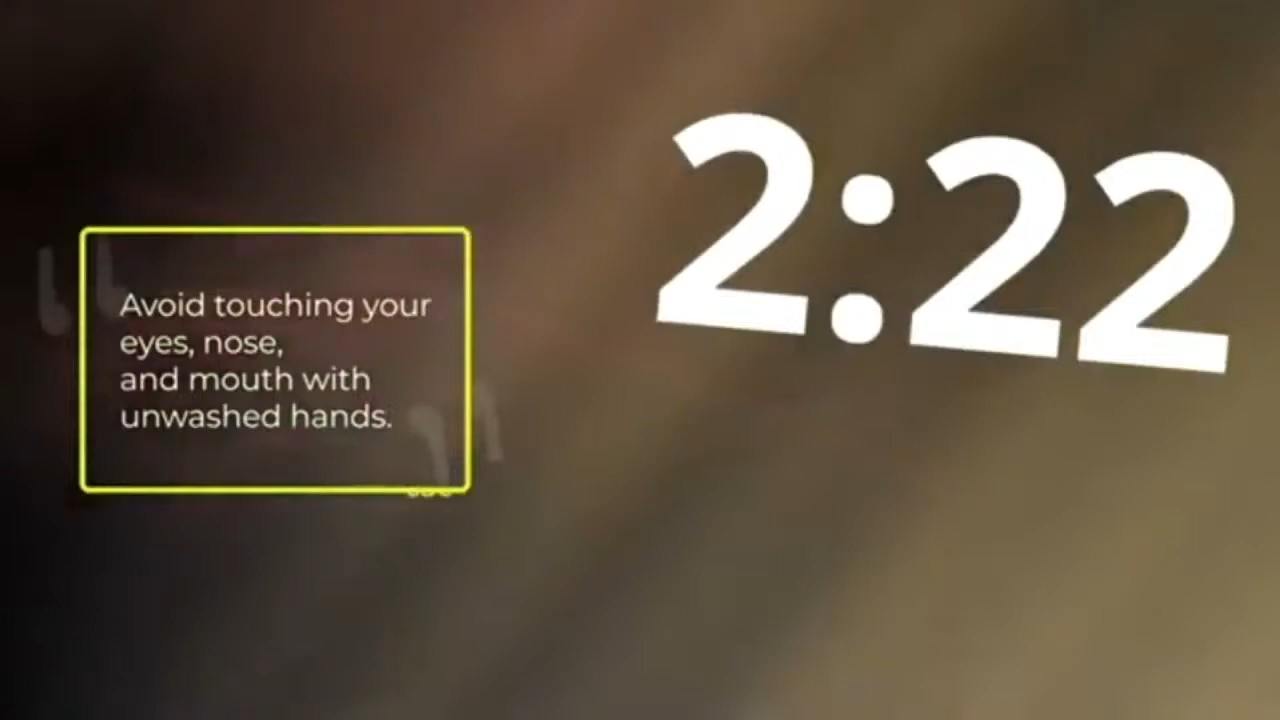 Avoid touching your
eyes, nose,
and mouth with
unwashed hands.
2:22